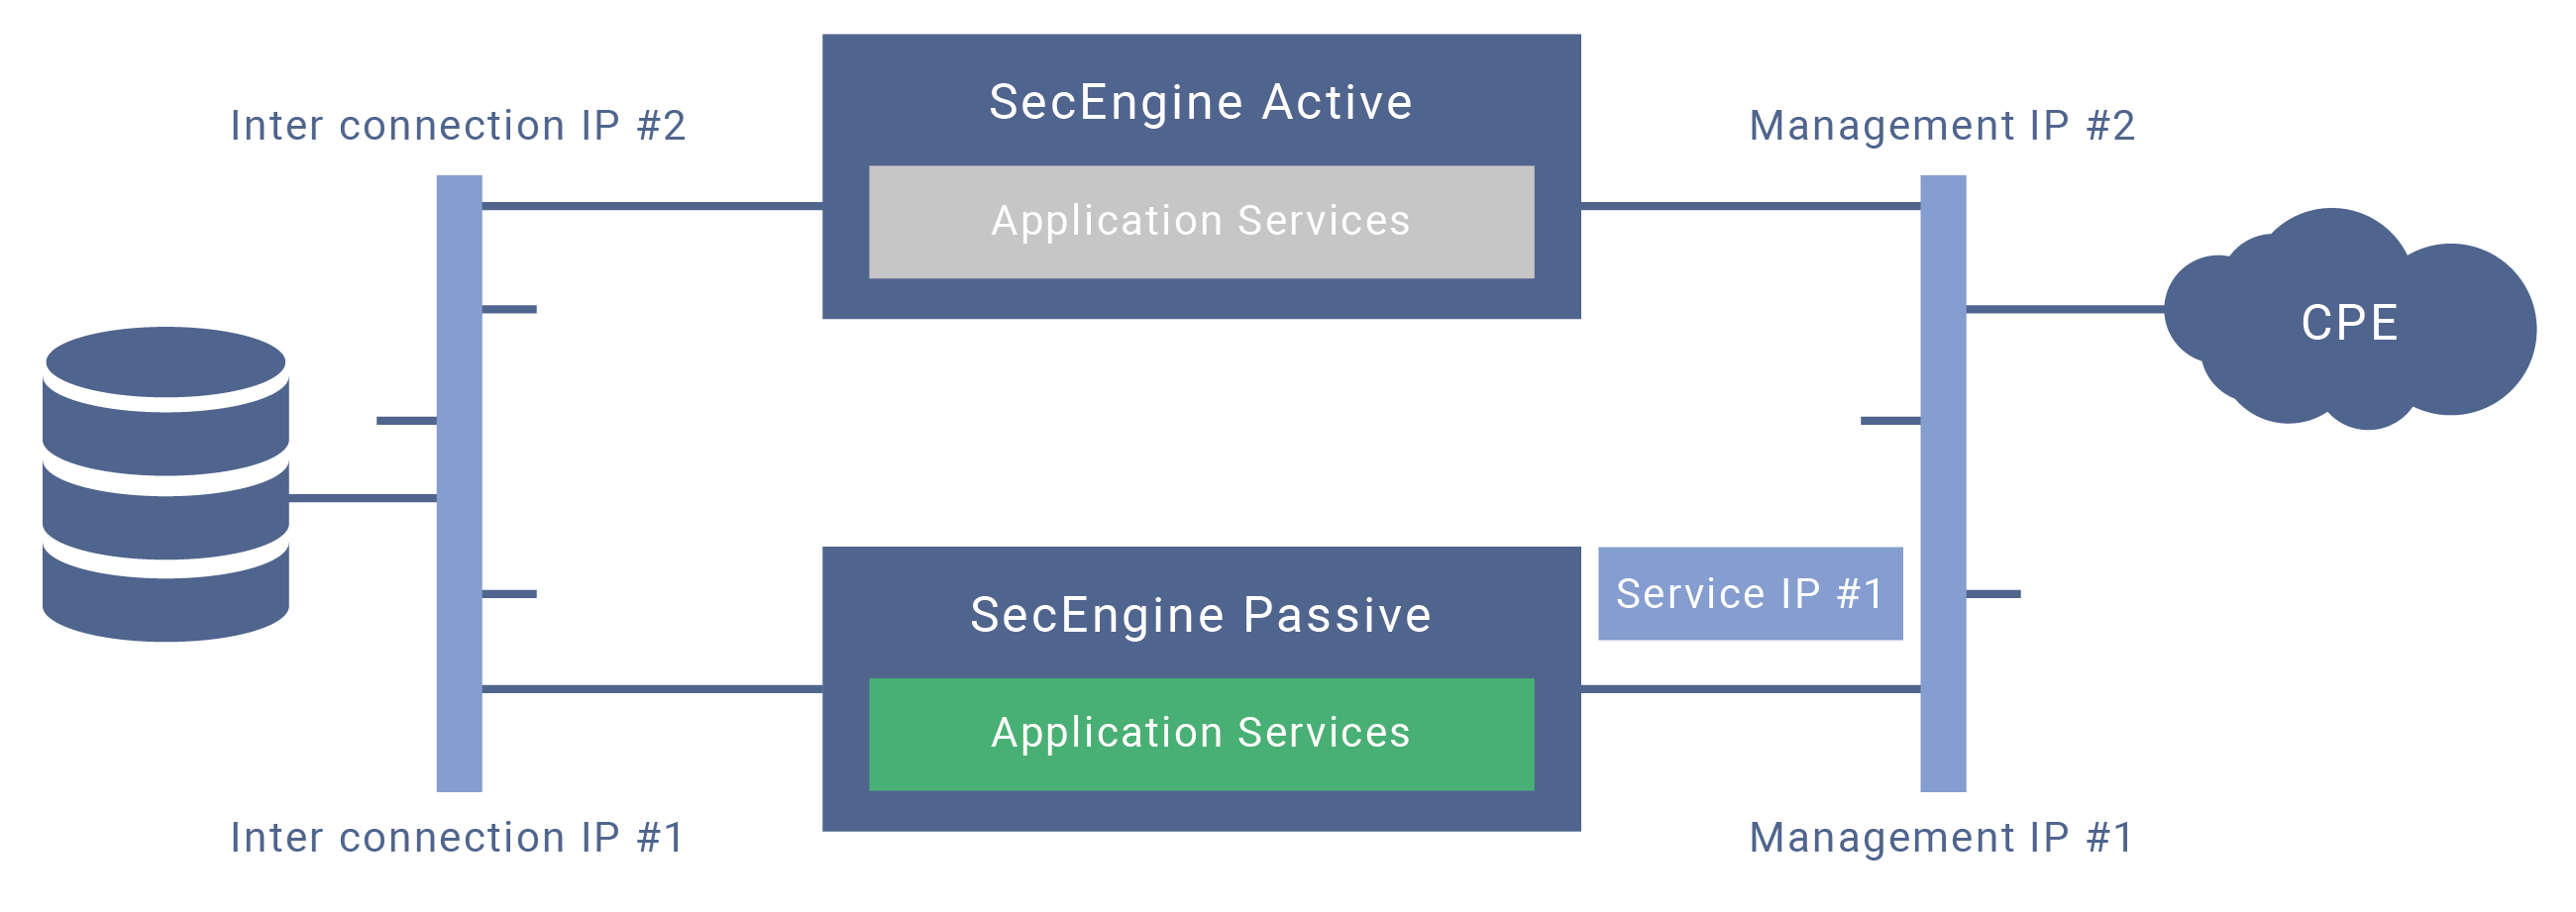 SecEngine Active
Inter connection IP #2
Management IP #2
Application Services
CPE
Service IP #1
SecEngine Passive
Application Services
Inter connection IP #1
Management IP #1